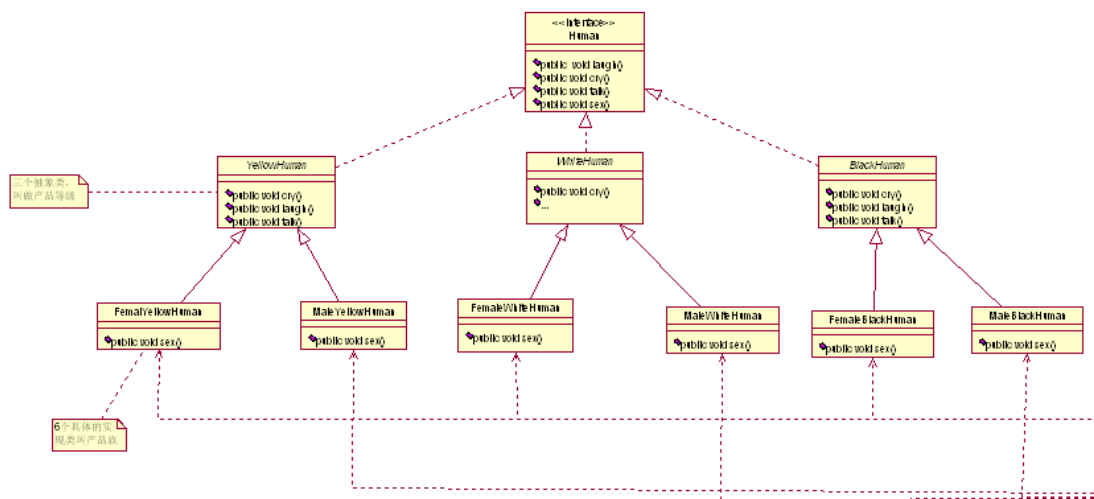 <<Interface>>
Human
public void laugh()
public void cry()
public void talk()
public void sex()
YellowHuman
public void cry()
public void laugh()
public void talk()
WhiteHuman
public void cry()
...
BlackHuman
public void cry()
public void laugh()
public void talk()
三个抽象类,
叫做产品等级
FemalYellowHuman
public void sex()
MaleYellowHuman
public void sex()
FemaleWhiteHuman
public void sex()
MaleWhiteHuman
public void sex()
FemaleBlackHuman
public void sex()
MaleBlackHuman
public void sex()
6个具体的实
现类叫产品族